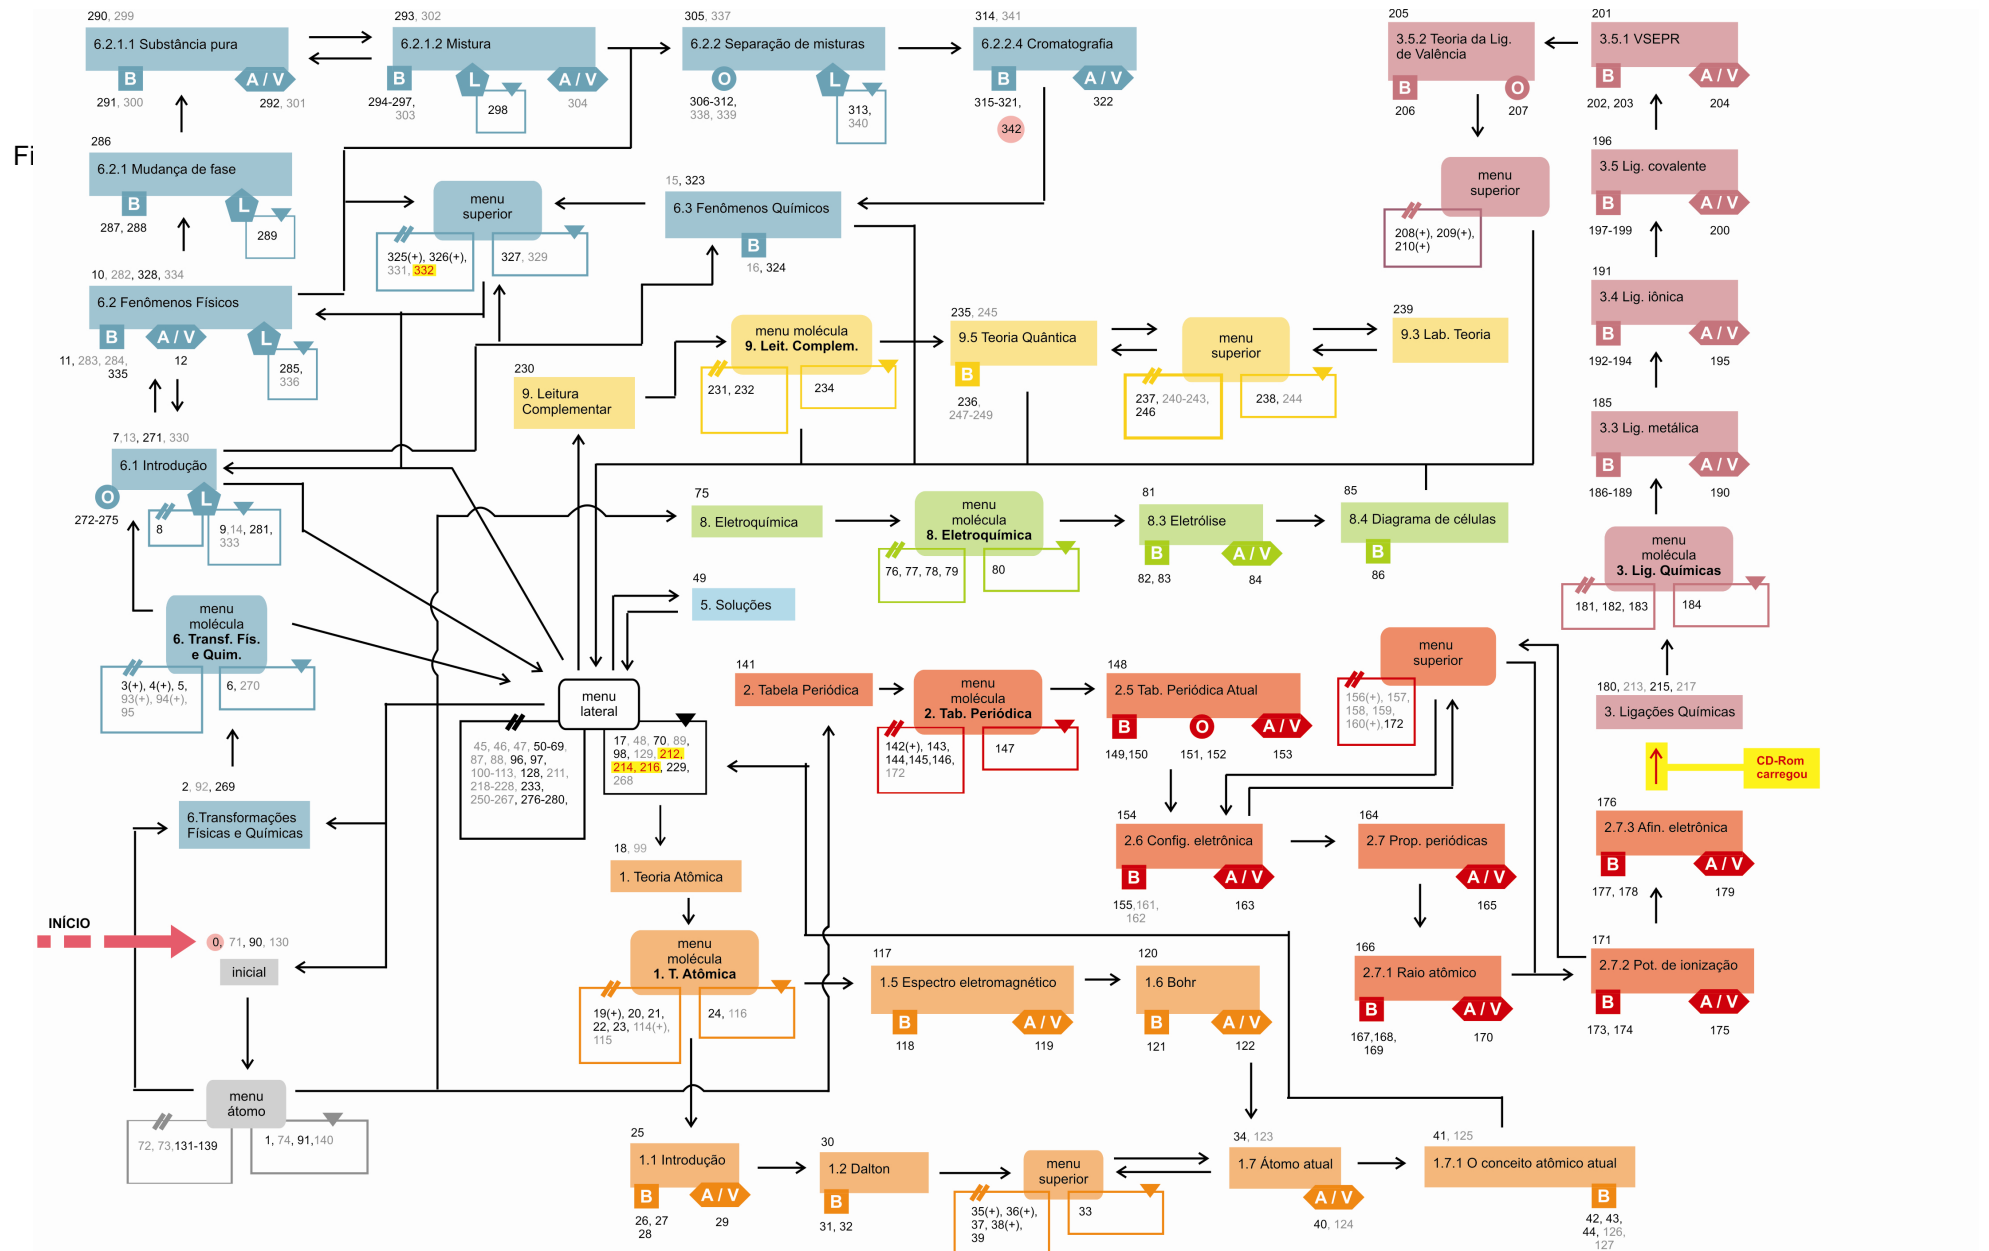 290, 299
6.2.1.1 Substância pura
B
A / V
291, 300
292, 301
293, 302
6.2.1.2 Mistura
B
L
A / V
294-297,
303
298
304
305, 337
6.2.2 Separação de misturas
O
L
306-312,
338, 339
313,
340
314, 341
6.2.2.4 Cromatografia
B
A / V
315-321,
322
342
205
3.5.2 Teoria da Lig.
de Valência
B
O
206
207
201
3.5.1 VSEPR
B
A / V
202, 203
204
Fi
286
6.2.1 Mudança de fase
B
L
287, 288
289
menu
superior
325(+), 326(+),
331, 332
327, 329
15, 323
6.3 Fenômenos Químicos
B
16, 324
menu
superior
208(+), 209(+),
210(+)
196
3.5 Lig. covalente
B
A / V
197-199
200
10, 282, 328, 334
6.2 Fenômenos Físicos
B
A / V
L
11, 283, 284,
335
12
285,
336
191
3.4 Lig. iônica
B
A / V
192-194
195
230
9. Leitura
Complementar
menu molécula
9. Leit. Complem.
231, 232
234
235, 245
9.5 Teoria Quântica
B
236,
247-249
menu
superior
237, 240-243,
246
238, 244
239
9.3 Lab. Teoria
185
3.3 Lig. metálica
B
A / V
186-189
190
7,13, 271, 330
6.1 Introdução
O
L
272-275
8
9,14, 281,
333
75
8. Eletroquímica
menu
molécula
8. Eletroquímica
76, 77, 78, 79
80
81
8.3 Eletrólise
B
A / V
82, 83
84
85
8.4 Diagrama de células
B
86
menu
molécula
3. Lig. Químicas
181, 182, 183
184
49
5. Soluções
menu
molécula
6. Transf. Fís.
e Quim.
3(+), 4(+), 5,
93(+), 94(+),
95
6, 270
menu
lateral
45, 46, 47, 50-69,
87, 88, 96, 97,
100-113, 128, 211,
218-228, 233,
250-267, 276-280,
17, 48, 70, 89,
98, 129, 212,
214, 216, 229,
268
141
2. Tabela Periódica
menu
molécula
2. Tab. Periódica
142(+), 143,
144,145,146,
172
147
148
2.5 Tab. Periódica Atual
B
O
A / V
149,150
151, 152
153
menu
superior
156(+), 157,
158, 159,
160(+),172
180, 213, 215, 217
3. Ligações Químicas
CD-Rom
carregou
2, 92, 269
6.Transformações
Físicas e Químicas
18, 99
1. Teoria Atômica
154
2.6 Config. eletrônica
B
A / V
155,161,
162
163
164
2.7 Prop. periódicas
A / V
165
176
2.7.3 Afin. eletrônica
B
A / V
177, 178
179
INÍCIO
0, 71, 90, 130
inicial
menu
molécula
1. T. Atômica
19(+), 20, 21,
22, 23, 114(+),
115
24, 116
117
1.5 Espectro eletromagnético
B
A / V
118
119
120
1.6 Bohr
B
A / V
121
122
166
2.7.1 Raio atômico
B
A / V
167,168,
169
170
171
2.7.2 Pot. de ionização
B
A / V
173, 174
175
menu
átomo
72, 73,131-139
1, 74, 91,140
25
1.1 Introdução
B
A / V
26, 27
28
29
30
1.2 Dalton
B
31, 32
menu
superior
35(+), 36(+),
37, 38(+),
39
33
34, 123
1.7 Átomo atual
A / V
40, 124
41, 125
1.7.1 O conceito atômico atual
B
42, 43,
44, 126,
127